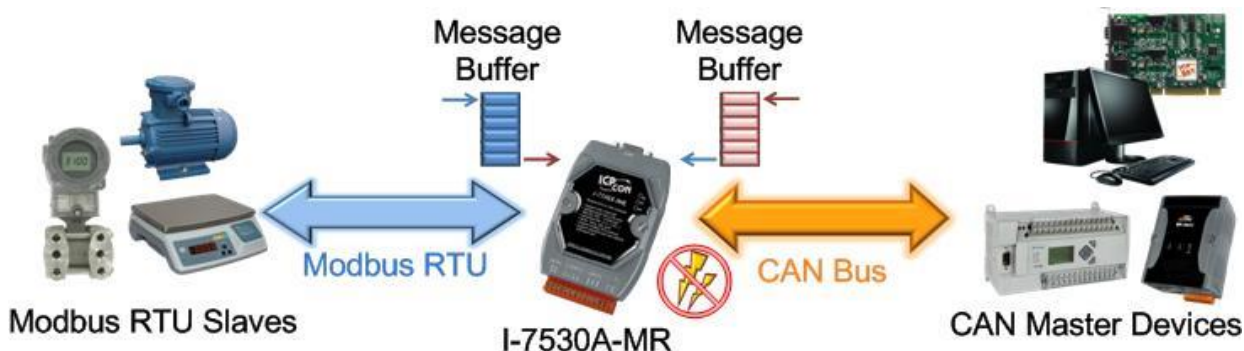 Message
Buffer
Message
Buffer
ICP
CON
Modbus RTU
CAN Bus
Modbus RTU Slaves
I-7530A-MR
CAN Master Devices